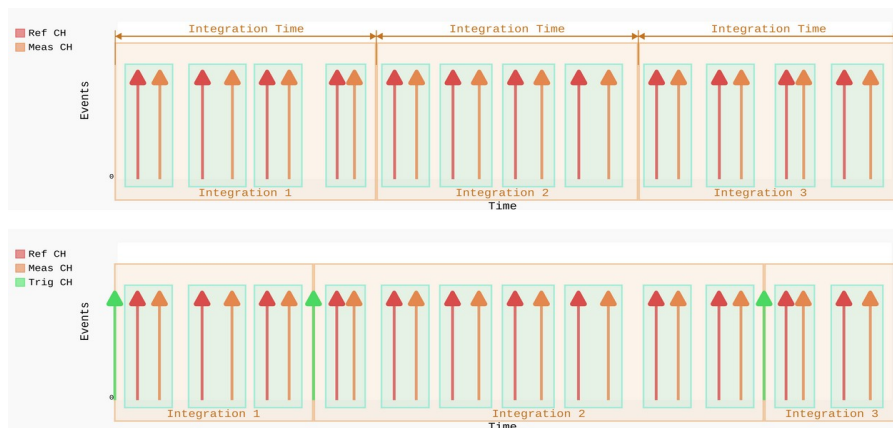 Integration Time Integration Time Integration Time
Ref CH
Meas CH
Events
0
Integration 1 Integration 2 Integration 3
Time
Ref CH
Meas CH
Trig CH
Events
0
Integration 1 Integration 2 Integration 3
Time